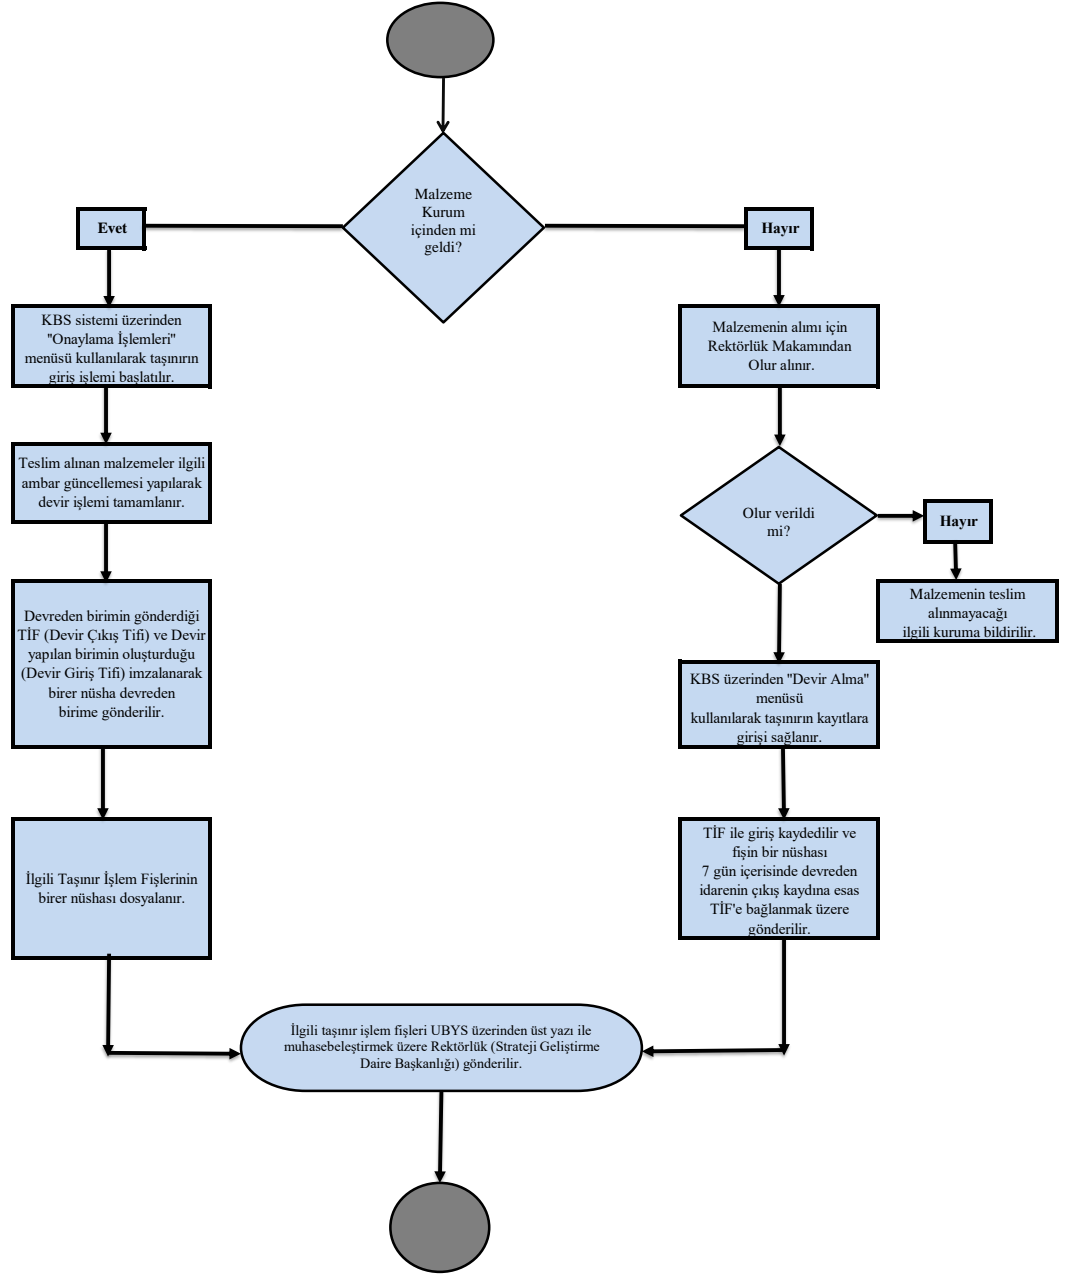 Malzeme
Kurum
içinden mi
geldi?
Evet
Hayır
KBS sistemi üzerinden
"Onaylama İşlemleri"
menüsü kullanılarak taşınırın
giriş işlemi başlatılır.
Teslim alınan malzemeler ilgili
ambar güncellemesi yapılarak
devir işlemi tamamlanır.
Devreden birimin gönderdiği
TİF (Devir Çıkış Tifi) ve Devir
yapılan birimin oluşturduğu
(Devir Giriş Tifi) imzalanarak
birer nüsha devreden
birime gönderilir.
İlgili Taşınır İşlem Fişlerinin
birer nüshası dosyalanır.
Malzemenin alımı için
Rektörlük Makamından
Olur alınır.
Olur verildi
mi?
Hayır
Malzemenin teslim
alınmayacağı
ilgili kuruma bildirilir.
KBS üzerinden "Devir Alma"
menüsü
kullanılarak taşınırın kayıtlara
girişi sağlanır.
TİF ile giriş kaydedilir ve
fişin bir nüshası
7 gün içerisinde devreden
idarenin çıkış kaydına esas
TİF'e bağlanmak üzere
gönderilir.
İlgili taşınır işlem fişleri UBYS üzerinden üst yazı ile
muhasebeleştirmek üzere Rektörlük (Strateji Geliştirme
Daire Başkanlığı) gönderilir.